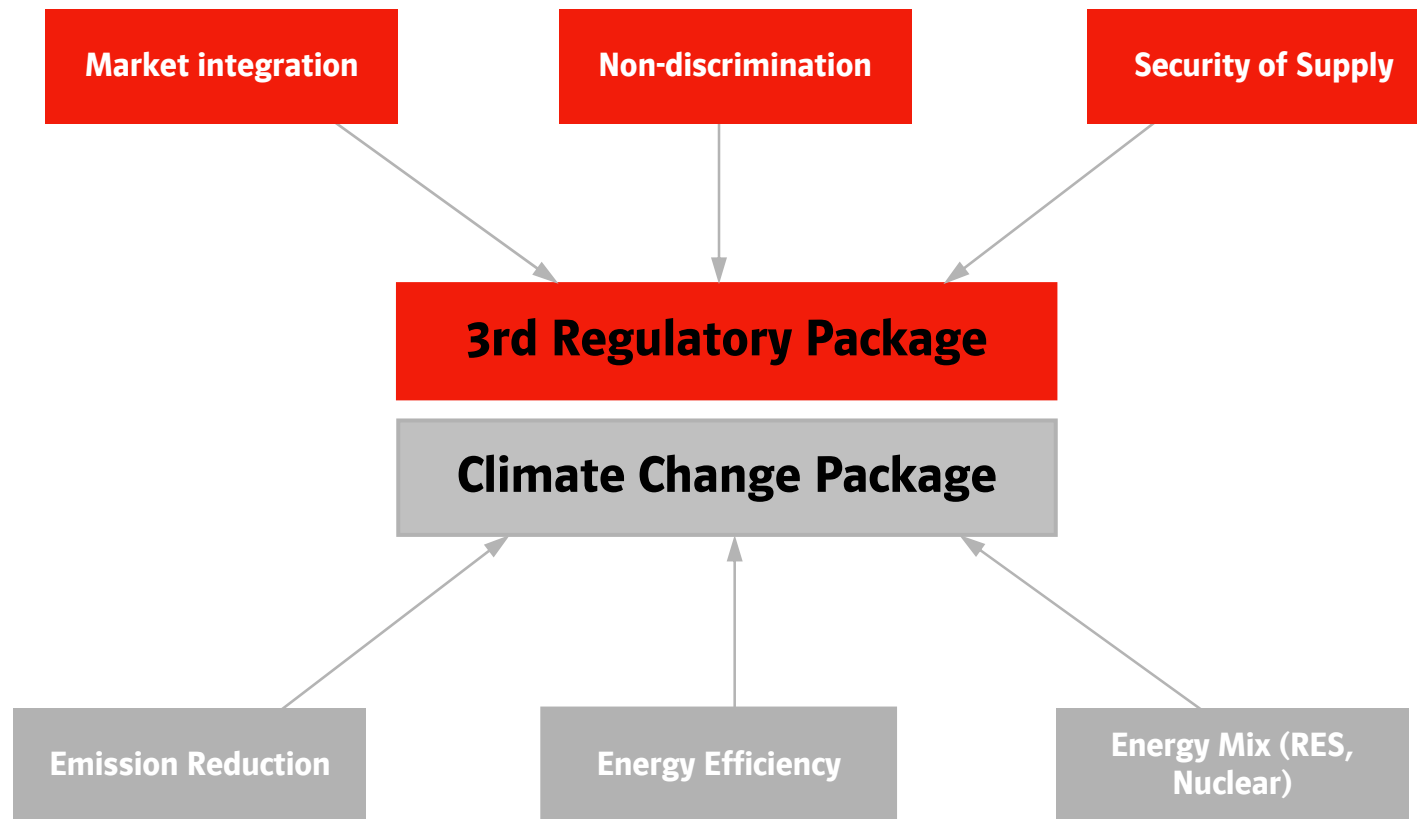 Market integration
Non-discrimination
Security of Supply
3rd Regulatory Package
Climate Change Package
Emission Reduction
Energy Efficiency
Energy Mix (RES,
Nuclear)